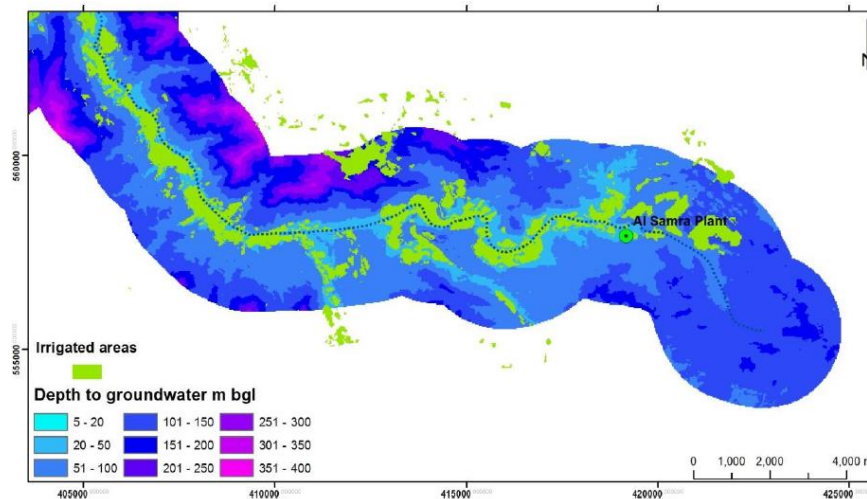 N
560000
555000
Al Samra Plant
Irrigated areas
Depth to groundwater m bgl
5 - 20
101 - 150
251 - 300
20 - 50
151 - 200
301 - 350
51 - 100
201 - 250
351 - 400
0 1,000 2,000 4,000
405000 410000 415000 420000 425000